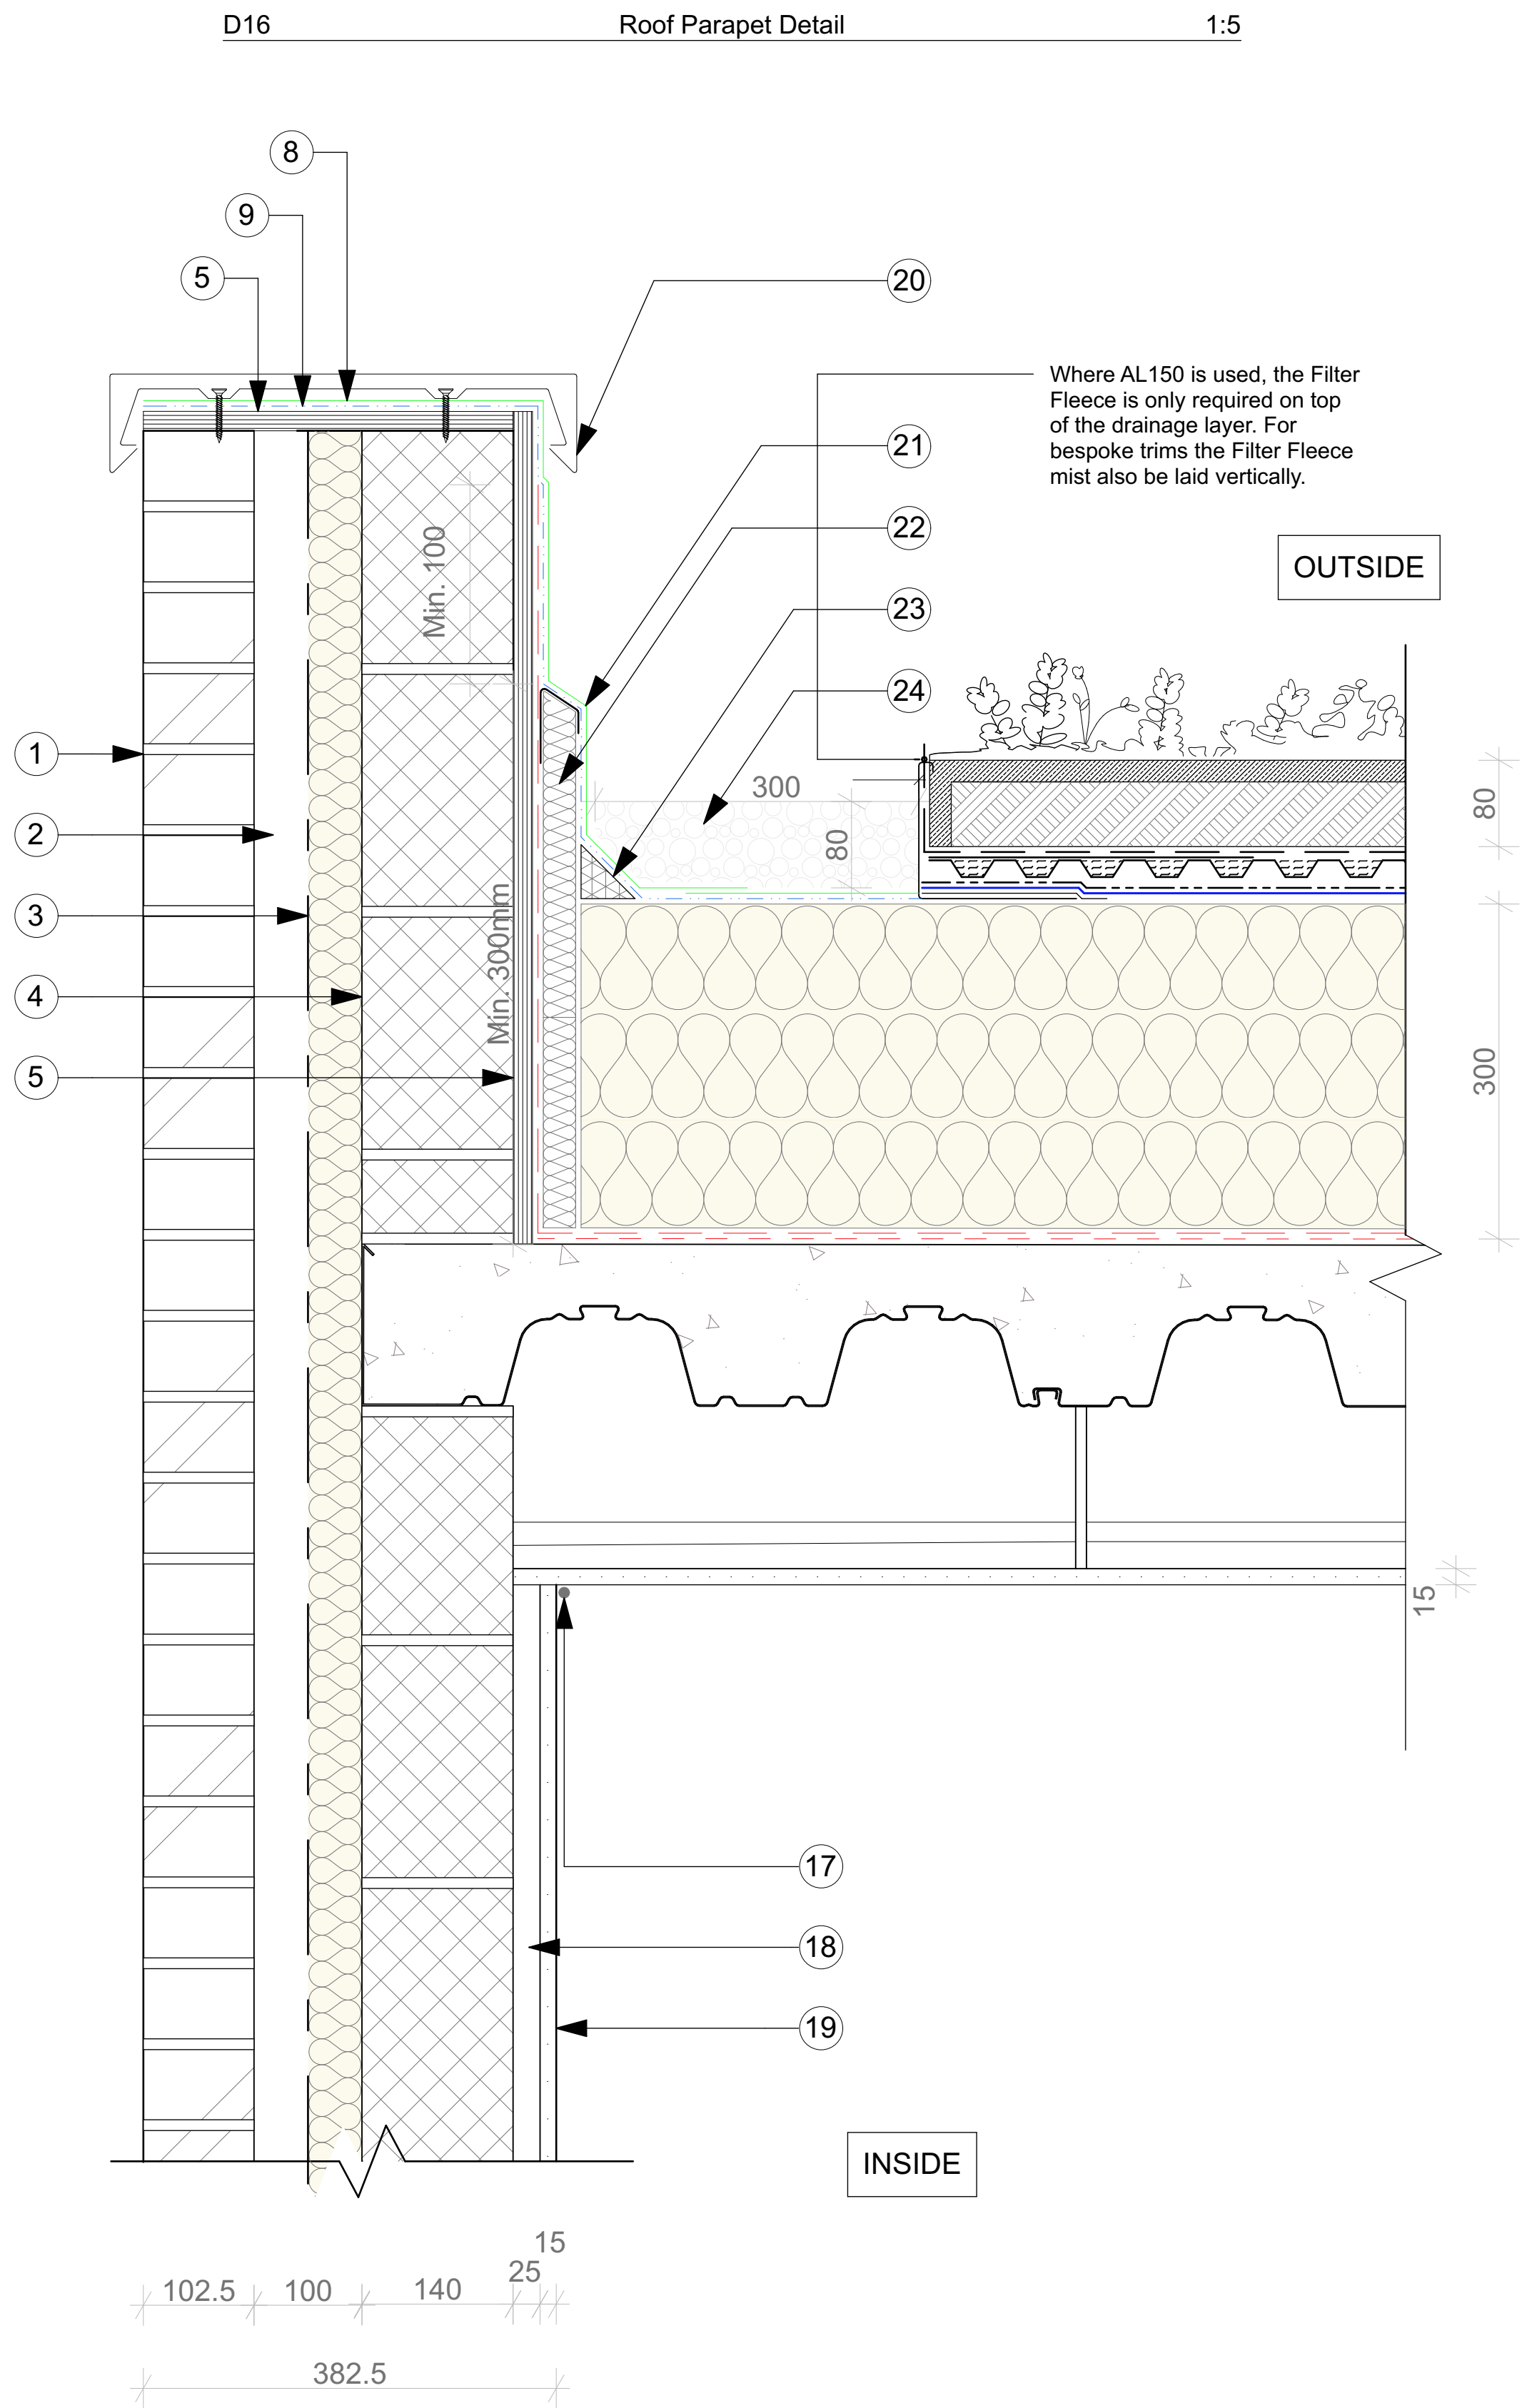 D16 Roof Parapet Detail 1:5
8
9
5
20
Where AL150 is used, the Filter
Fleece is only required on top
of the drainage layer. For
bespoke trims the Filter Fleece
mist also be laid vertically.
21
22
23
24
OUTSIDE
Min. 100
1
2
3
4
5
300
80
80
Min. 300mm
300
15
17
18
19
INSIDE
15
25
102.5 100 140
382.5